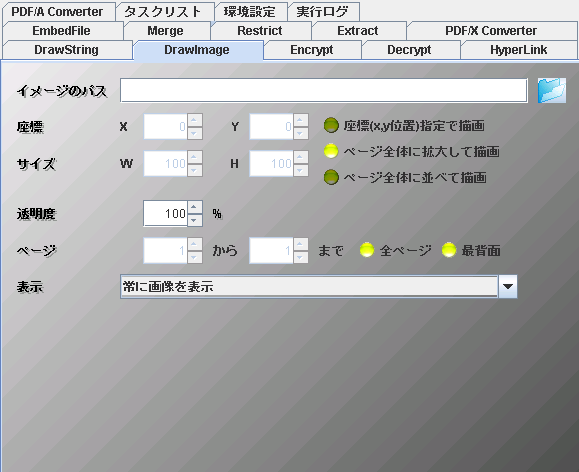 PDF/A Converter タスクリスト 環境設定 実行ログ
EmbedFile Merge Restrict Extract PDF/X Converter
DrawString DrawImage Encrypt Decrypt HyperLink
イメージのパス
座標 X 0 Y 0 座標(x,y位置)指定で描画
ページ全体に拡大して描画
サイズ W 100 H 100
ページ全体に並べて描画
透明度 100 %
ページ 1 から 1 まで 全ページ 最背面
表示 常に画像を表示